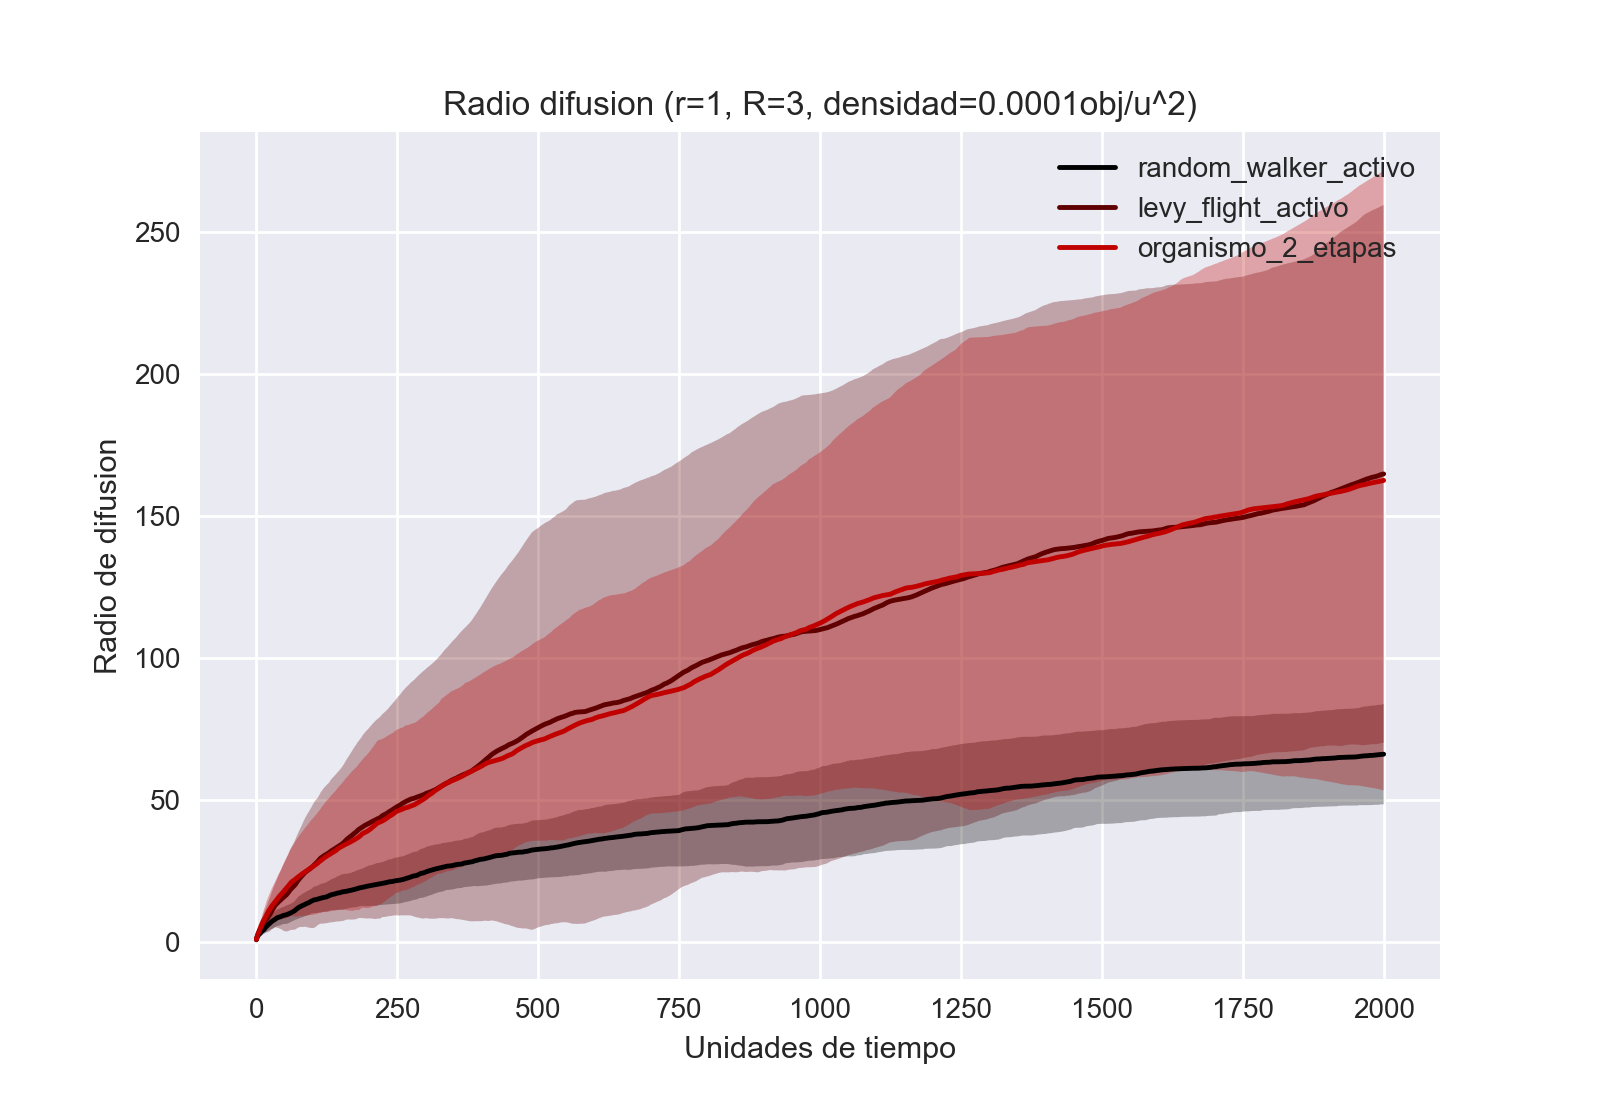 Radio difusion (r=1, R=3, densidad=0.0001obj/u^2)
random_walker_activo
levy_flight_activo
organismo_2_etapas
250
200
150
100
50
0
Radio de difusion
0 250 500 750 1000 1250 1500 1750 2000
Unidades de tiempo